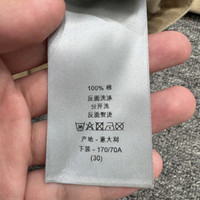 100% 棉
反面洗涤
分开洗
反面熨烫
产地-意大利
下装-170/70A
(30)